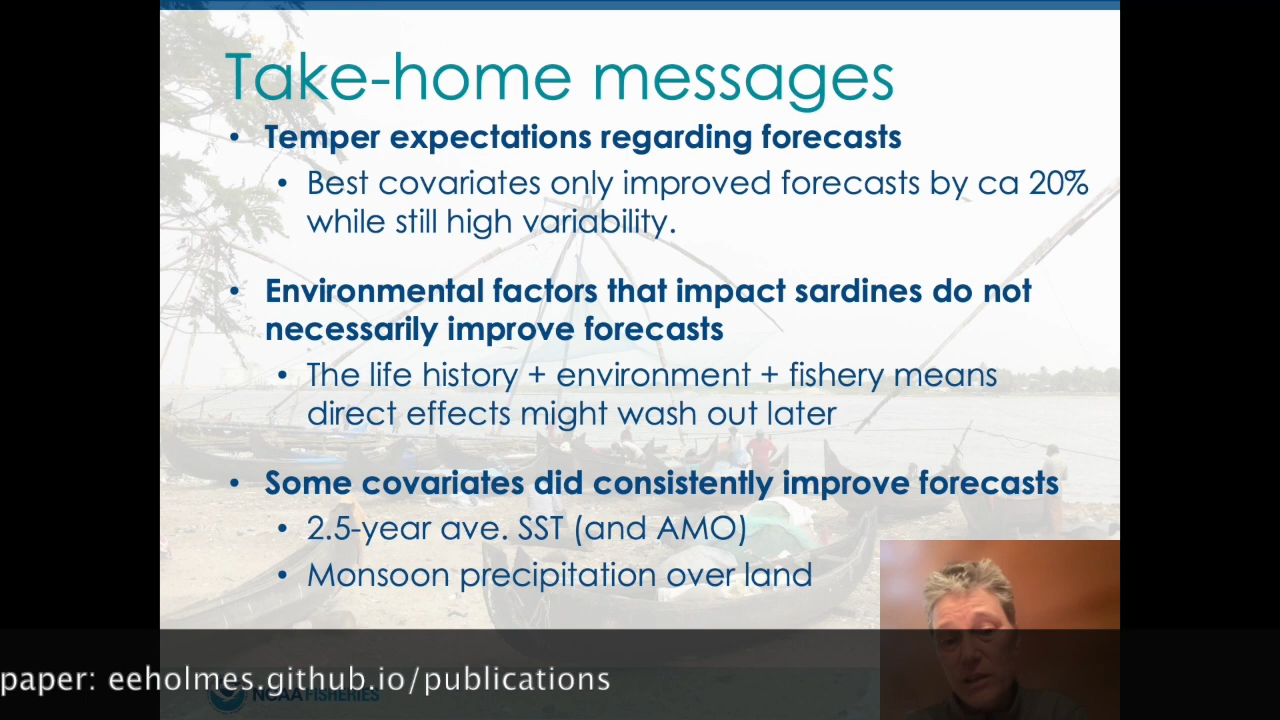 Take-home messages
• Temper expectations regarding forecasts
• Best covariates only improved forecasts by ca 20%
while still high variability.
• Environmental factors that impact sardines do not
necessarily improve forecasts
• The life history + environment + fishery means
direct effects might wash out later
• Some covariates did consistently improve forecasts
• 2.5-year ave. SST (and AMO)
• Monsoon precipitation over land
paper: eeholmes.github.io/publications
NOAA FISHERIES